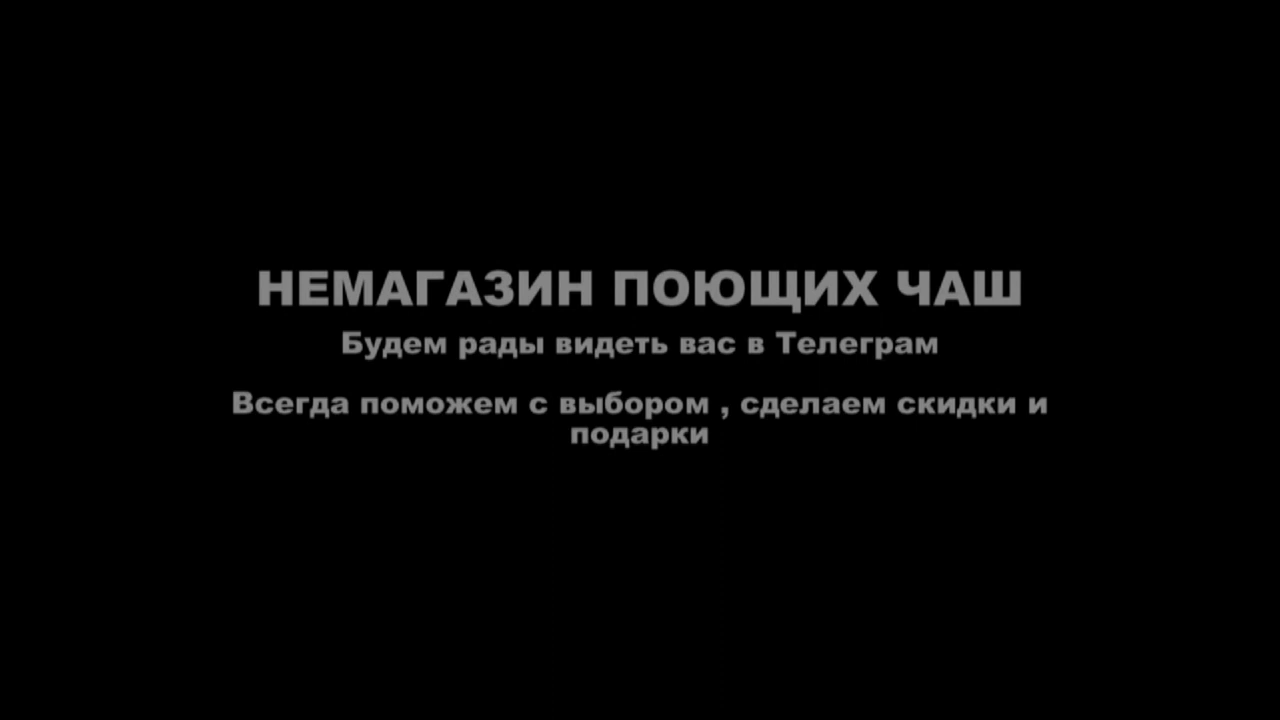 НЕМАГАЗИН ПОЮЩИХ ЧАШ
Будем рады видеть вас в Телеграм
Всегда поможем с выбором , сделаем скидки и
подарки